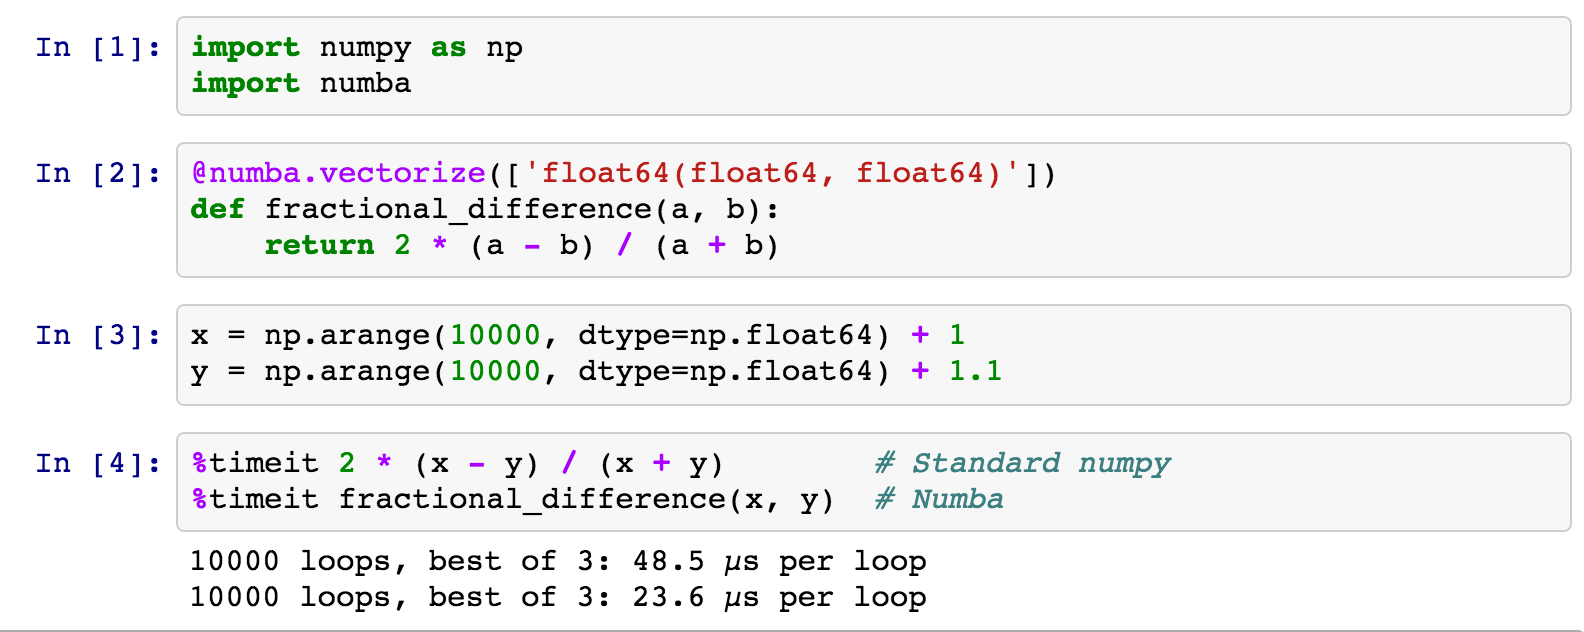 In [1]: import numpy as np
import numba
In [2]: @numba.vectorize(['float64(float64, float64)'])
def fractional_difference(a, b):
    return 2 * (a - b) / (a + b)
In [3]: x = np.arange(10000, dtype=np.float64) + 1
y = np.arange(10000, dtype=np.float64) + 1.1
In [4]: %timeit 2 * (x - y) / (x + y)        # Standard numpy
%timeit fractional_difference(x, y)  # Numba
10000 loops, best of 3: 48.5 µs per loop
10000 loops, best of 3: 23.6 µs per loop